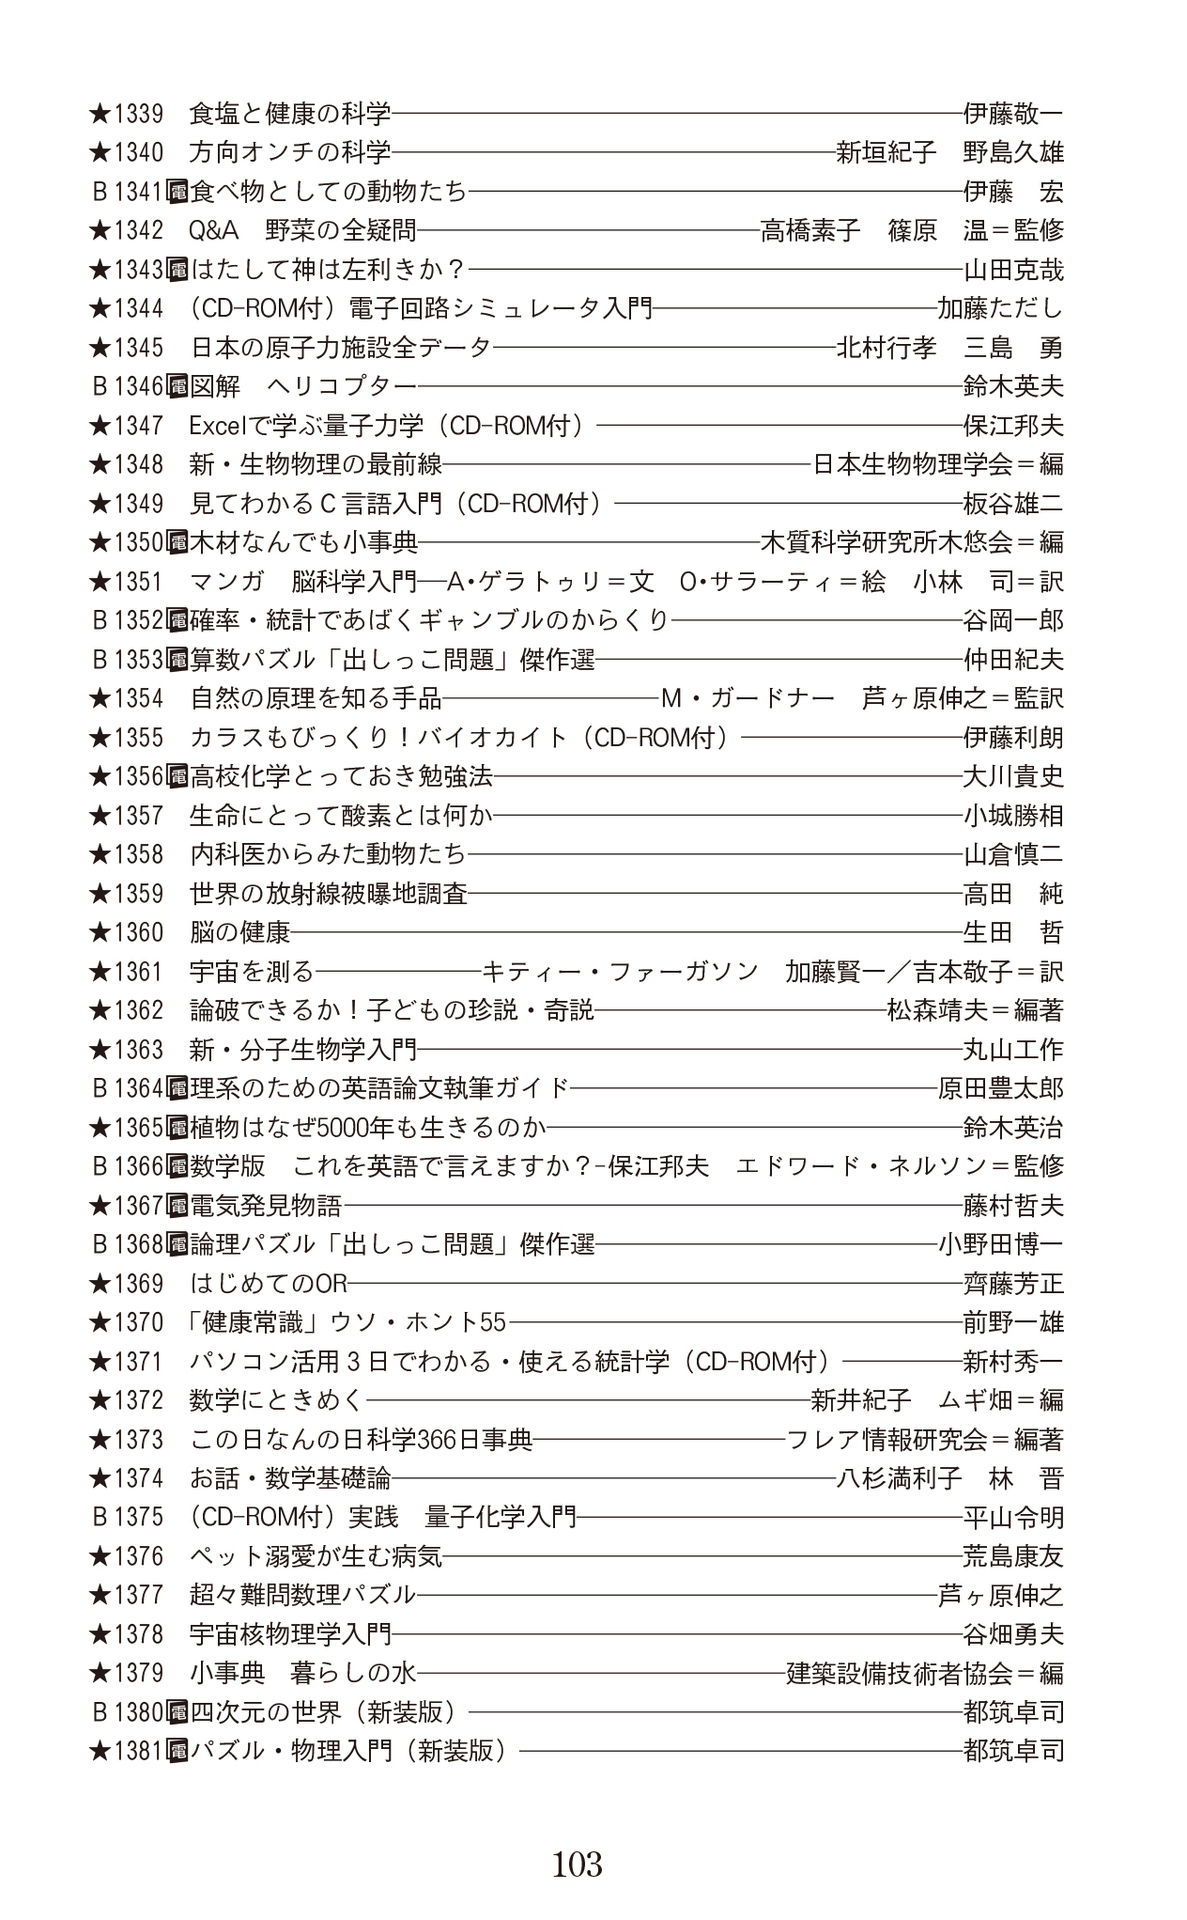 ★1339　食塩と健康の科学――伊藤敬一
★1340　方向オンチの科学――新垣紀子　野島久雄
B 1341電食べ物としての動物たち――伊藤　宏
★1342　Q&A　野菜の全疑問――高橋素子　篠原　温＝監修
★1343電はたして神は左利きか？――山田克哉
★1344　（CD-ROM付）電子回路シミュレータ入門――加藤ただし
★1345　日本の原子力施設全データ――北村行孝　三島　勇
B 1346電図解　ヘリコプター――鈴木英夫
★1347　Excelで学ぶ量子力学（CD-ROM付）――保江邦夫
★1348　新・生物物理の最前線――日本生物物理学会＝編
★1349　見てわかるC言語入門（CD-ROM付）――板谷雄二
★1350電木材なんでも小事典――木質科学研究所木悠会＝編
★1351　マンガ　脳科学入門―A・ゲラトゥリ＝文　O・サラーティ＝絵　小林　司＝訳
B 1352電確率・統計であばくギャンブルのからくり――谷岡一郎
B 1353電算数パズル「出しっこ問題」傑作選――仲田紀夫
★1354　自然の原理を知る手品――M・ガードナー　芦ヶ原伸之＝監訳
★1355　カラスもびっくり！バイオカイト（CD-ROM付）――伊藤利朗
★1356電高校化学とっておき勉強法――大川貴史
★1357　生命にとって酸素とは何か――小城勝相
★1358　内科医からみた動物たち――山倉慎二
★1359　世界の放射線被曝地調査――高田　純
★1360　脳の健康――生田　哲
★1361　宇宙を測る――キティー・ファーガソン　加藤賢一／吉本敬子＝訳
★1362　論破できるか！子どもの珍説・奇説――松森靖夫＝編著
★1363　新・分子生物学入門――丸山工作
B 1364電理系のための英語論文執筆ガイド――原田豊太郎
★1365電植物はなぜ5000年も生きるのか――鈴木英治
B 1366電数学版　これを英語で言えますか？-保江邦夫　エドワード・ネルソン＝監修
★1367電電気発見物語――藤村哲夫
B 1368電論理パズル「出しっこ問題」傑作選――小野田博一
★1369　はじめてのOR――齊藤芳正
★1370　「健康常識」ウソ・ホント55――前野一雄
★1371　パソコン活用3日でわかる・使える統計学（CD-ROM付）――新村秀一
★1372　数学にときめく――新井紀子　ムギ畑＝編
★1373　この日なんの日科学366日事典――フレア情報研究会＝編著
★1374　お話・数学基礎論――八杉満利子　林　晋
B 1375　（CD-ROM付）実践　量子化学入門――平山令明
★1376　ペット溺愛が生む病気――荒島康友
★1377　超々難問数理パズル――芦ヶ原伸之
★1378　宇宙核物理学入門――谷畑勇夫
★1379　小事典　暮らしの水――建築設備技術者協会＝編
B 1380電四次元の世界（新装版）――都筑卓司
★1381電パズル・物理入門（新装版）――都筑卓司
103